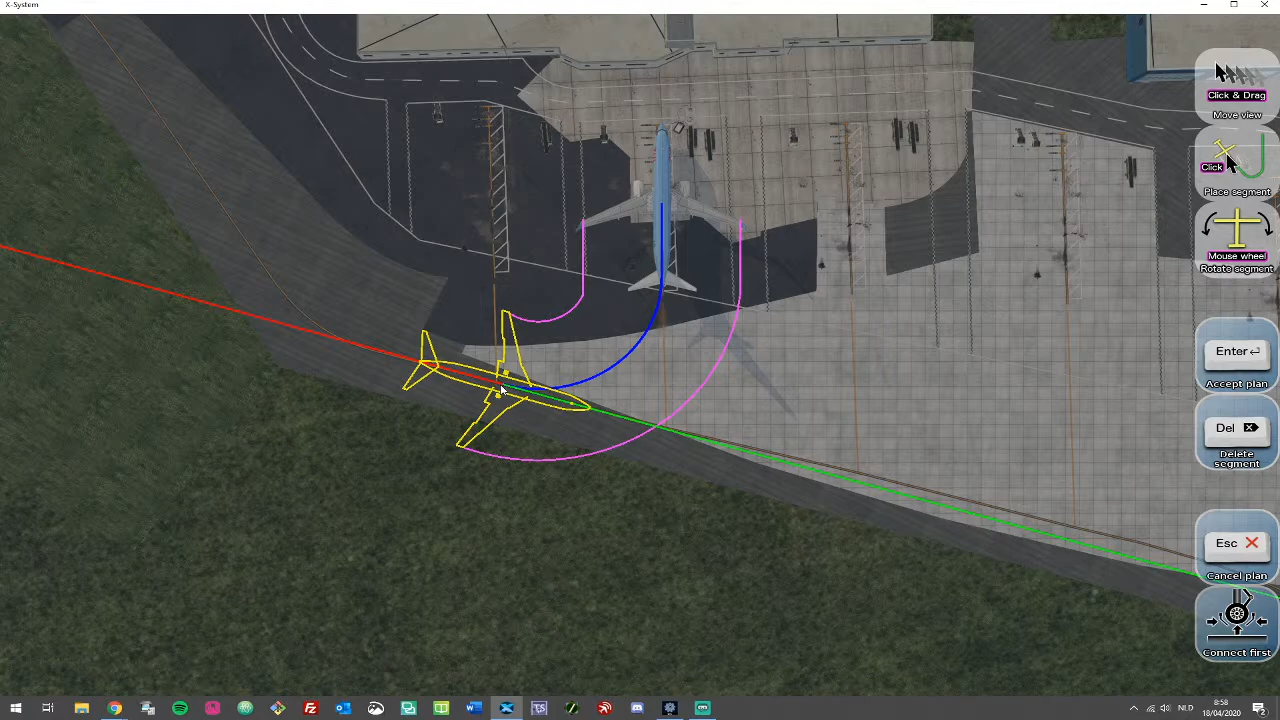 X-System
Click & Drag
Move view
Click
Place segment
Mouse wheel
Rotate segment
Enter
Accept plan
Del
Delete
segment
Esc
Cancel plan
Connect first
NLD
8:58
18/04/2020